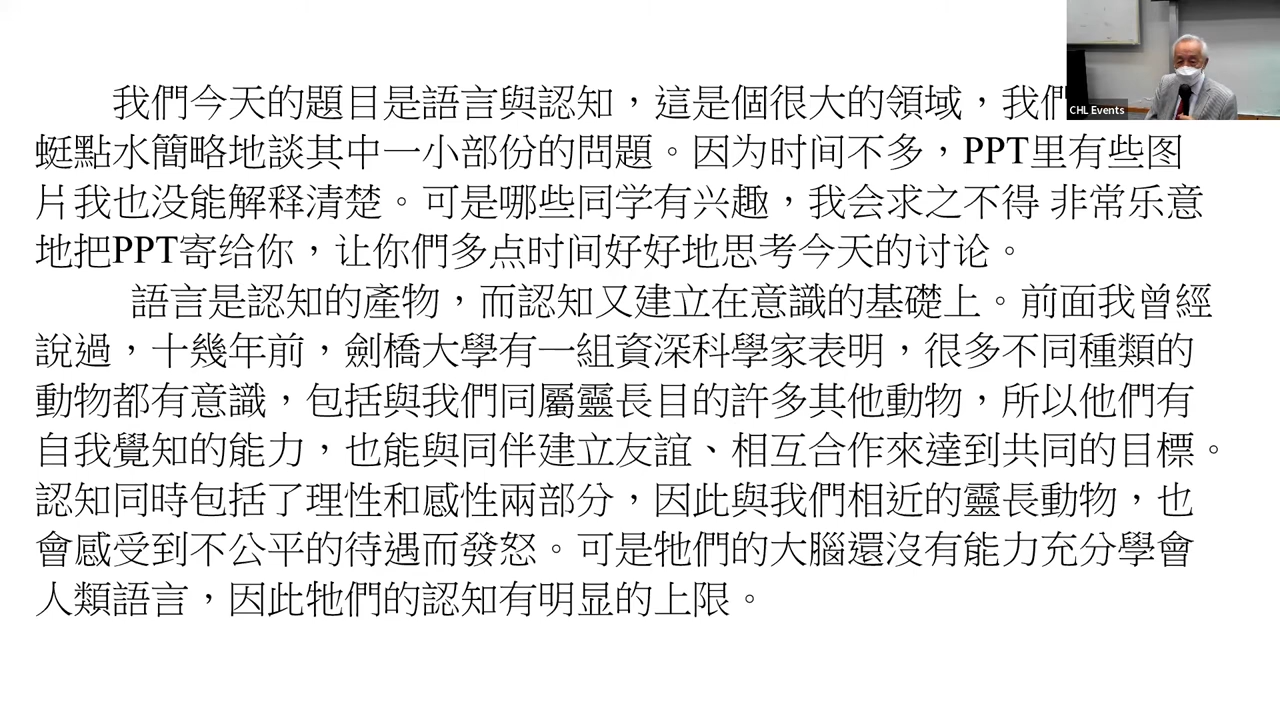 我們今天的題目是語言與認知，這是個很大的領域，我們
蜓點水簡略地談其中一小部份的問題。因为时间不多，PPT里有些图
片我也没能解释清楚。可是哪些同学有兴趣，我会求之不得 非常乐意
地把PPT寄给你，让你們多点时间好好地思考今天的讨论。
語言是認知的產物，而認知又建立在意識的基礎上。前面我曾經
說過，十幾年前，劍橋大學有一組資深科學家表明，很多不同種類的
動物都有意識，包括與我們同屬靈長目的許多其他動物，所以他們有
自我覺知的能力，也能與同伴建立友誼、相互合作來達到共同的目標。
認知同時包括了理性和感性兩部分，因此與我們相近的靈長動物，也
會感受到不公平的待遇而發怒。可是牠們的大腦還沒有能力充分學會
人類語言，因此牠們的認知有明显的上限。
CHL Events